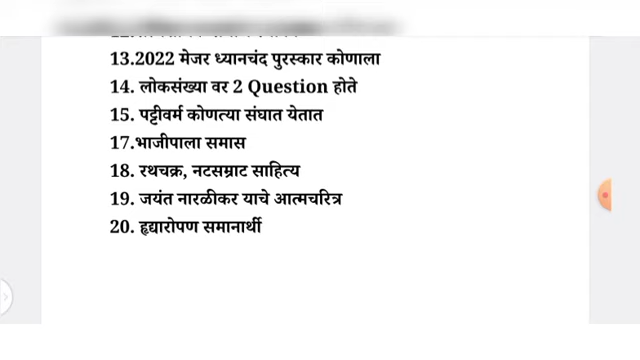 13.2022 मेजर ध्यानचंद पुरस्कार कोणाला
14. लोकसंख्या वर 2 Question होते
15. पट्टीवर्म कोणत्या संघात येतात
17.भाजीपाला समास
18. रथचक्र, नटसम्राट साहित्य
19. जयंत नारळीकर याचे आत्मचरित्र
20. हृद्यारोपण समानार्थी